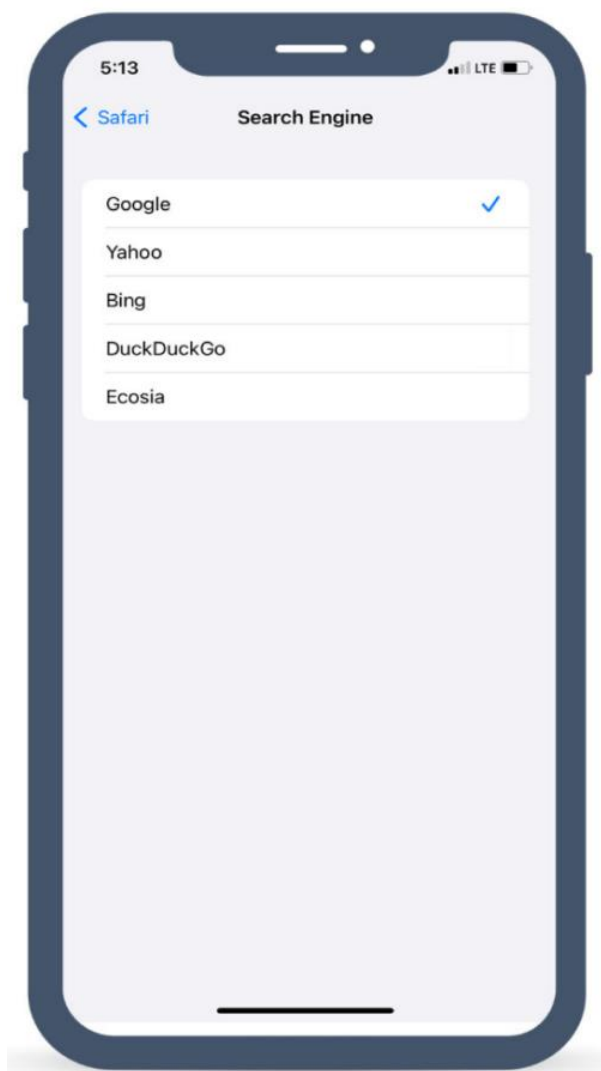 5:13
LTE
Safari
Search Engine
Google
Yahoo
Bing
DuckDuckGo
Ecosia